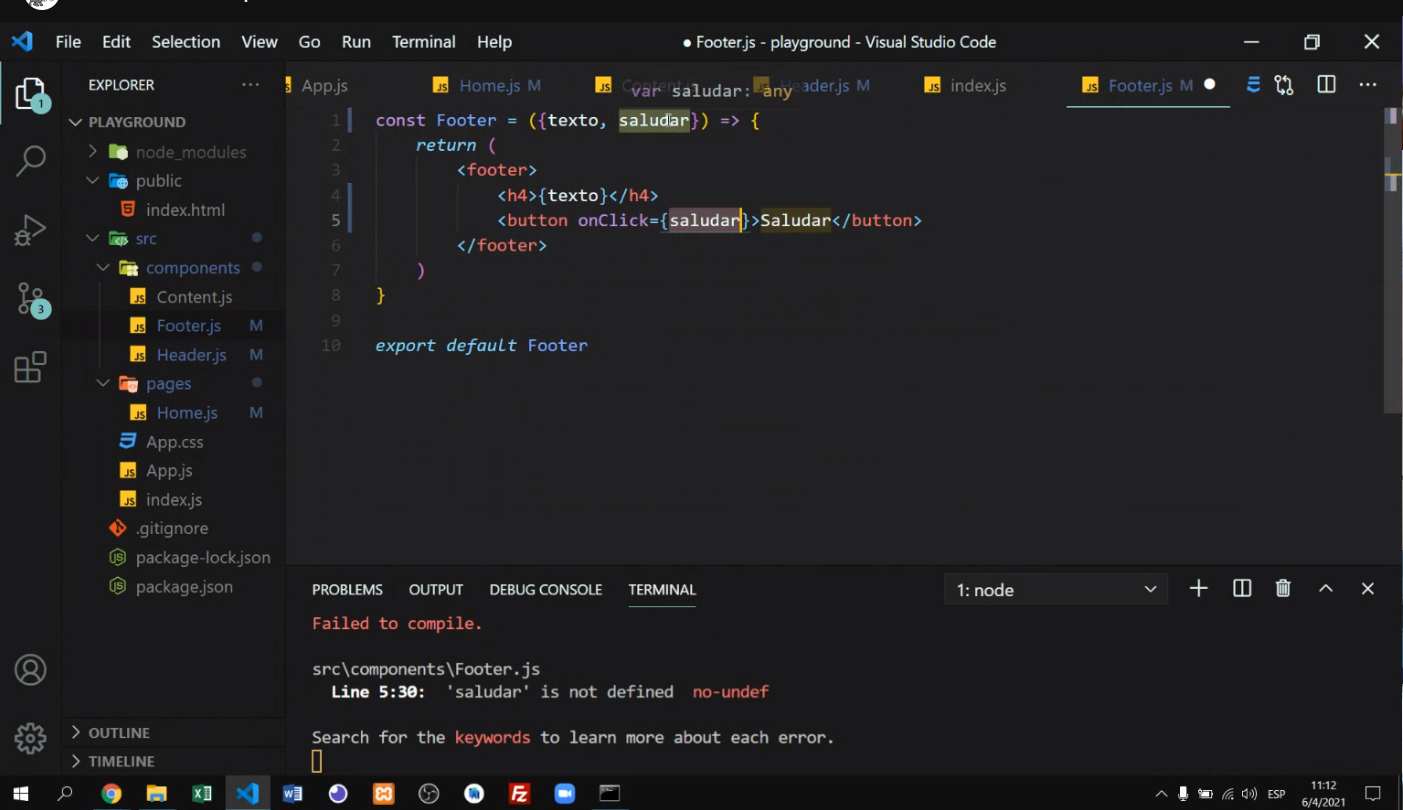 File Edit Selection View Go Run Terminal Help ● Footer.js - playground - Visual Studio Code
EXPLORER ... App.js Home.js M Header.js M index.js Footer.js M
var saludar: any
PLAYGROUND
node_modules
public
index.html
src
components
Content.js
Footer.js M
Header.js M
pages
Home.js M
App.css
App.js
index.js
.gitignore
package-lock.json
package.json
OUTLINE
TIMELINE
1 const Footer = ({texto, saludar}) => {
2 return (
3 <footer>
4 <h4>{texto}</h4>
5 <button onClick={saludar}>Saludar</button>
6 </footer>
7 )
8 }
9
10 export default Footer
PROBLEMS OUTPUT DEBUG CONSOLE TERMINAL 1: node
Failed to compile.
src\components\Footer.js
Line 5:30: 'saludar' is not defined no-undef
Search for the keywords to learn more about each error.
1
3
ESP 11:12
6/4/2021